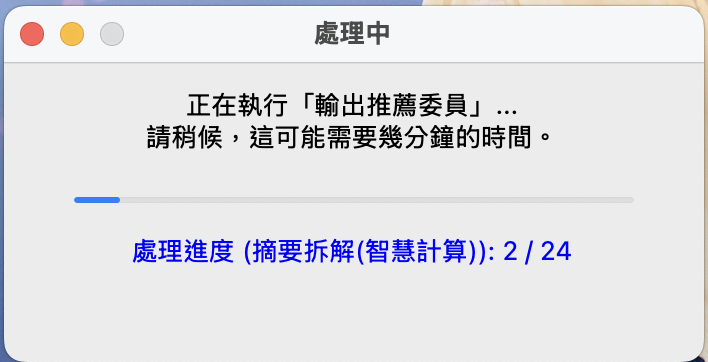 處理中
正在執行「輸出推薦委員」...
請稍候，這可能需要幾分鐘的時間。
處理進度 (摘要拆解(智慧計算)): 2 / 24